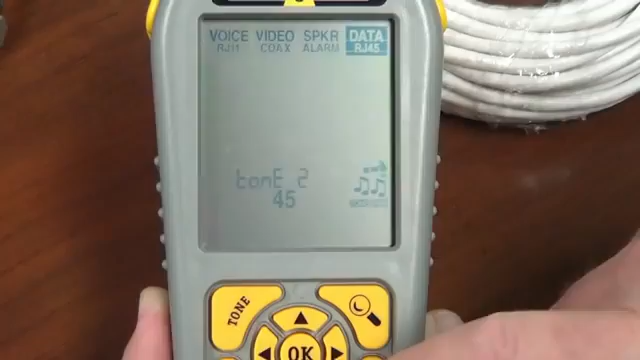 VOICE VIDEO SPKR DATA
RJ11 COAX ALARM RJ45
tonE 2
45
TONE
OK